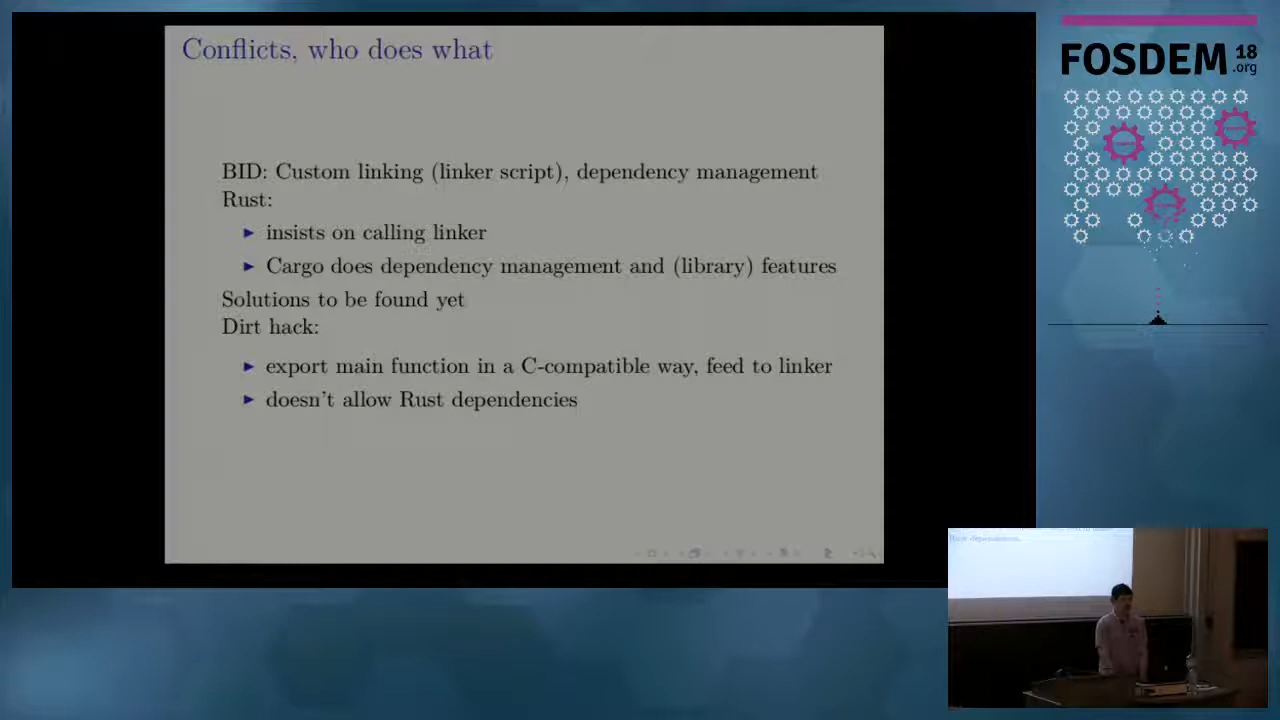 Conflicts, who does what
BID: Custom linking (linker script), dependency management
Rust:
insists on calling linker
Cargo does dependency management and (library) features
Solutions to be found yet
Dirt hack:
export main function in a C-compatible way, feed to linker
doesn't allow Rust dependencies
FOSDEM 18
.org